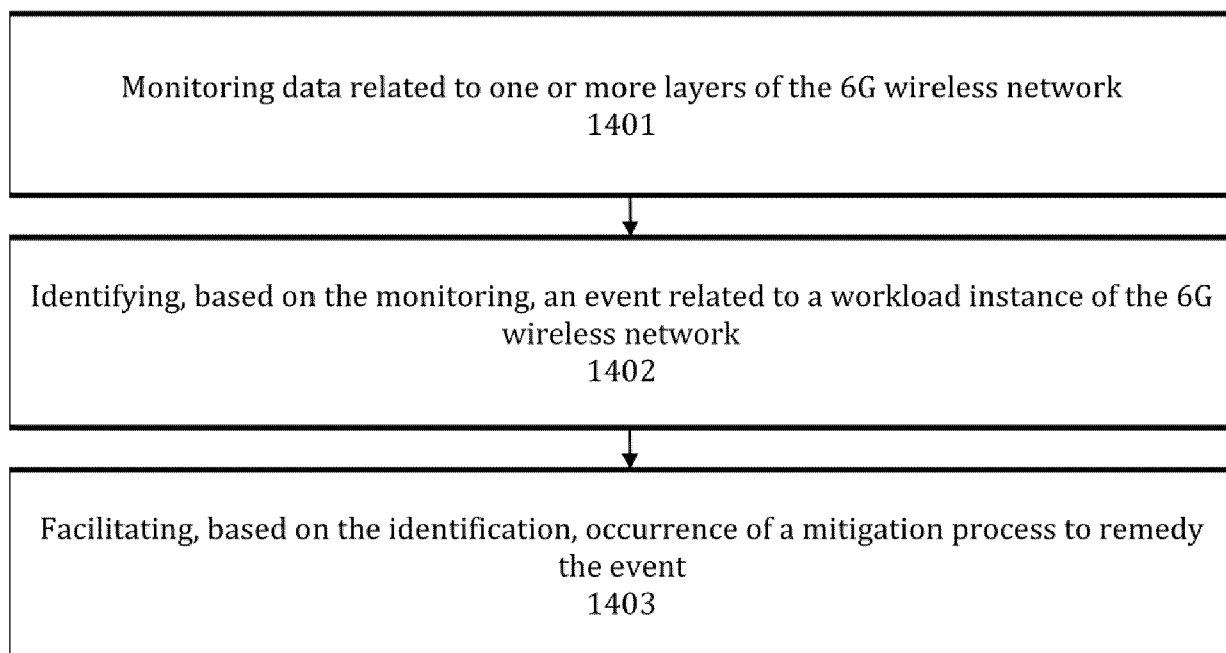 Monitoring data related to one or more layers of the 6G wireless network
1401
Identifying, based on the monitoring, an event related to a workload instance of the 6G
wireless network
1402
Facilitating, based on the identification, occurrence of a mitigation process to remedy
the event
1403